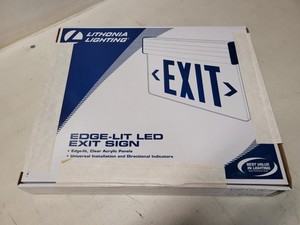 LITHONIA
LIGHTING®
EXIT
EDGE-LIT LED
EXIT SIGN
• Edge-lit, Clear Acrylic Panels
• Universal Installation and Directional Indicators
BEST VALUE
IN LIGHTING